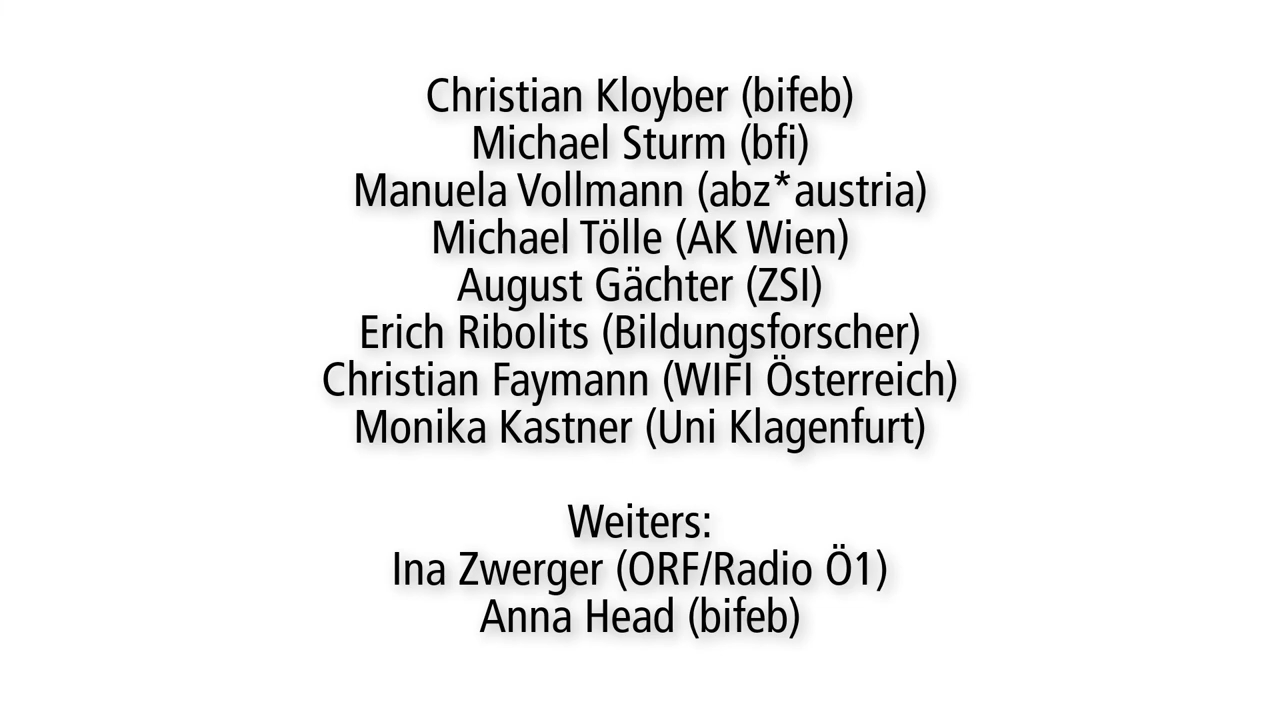 Christian Kloyber (bifeb)
Michael Sturm (bfi)
Manuela Vollmann (abz*austria)
Michael Tölle (AK Wien)
August Gächter (ZSI)
Erich Ribolits (Bildungsforscher)
Christian Faymann (WIFI Österreich)
Monika Kastner (Uni Klagenfurt)
Weiters:
Ina Zwerger (ORF/Radio Ö1)
Anna Head (bifeb)